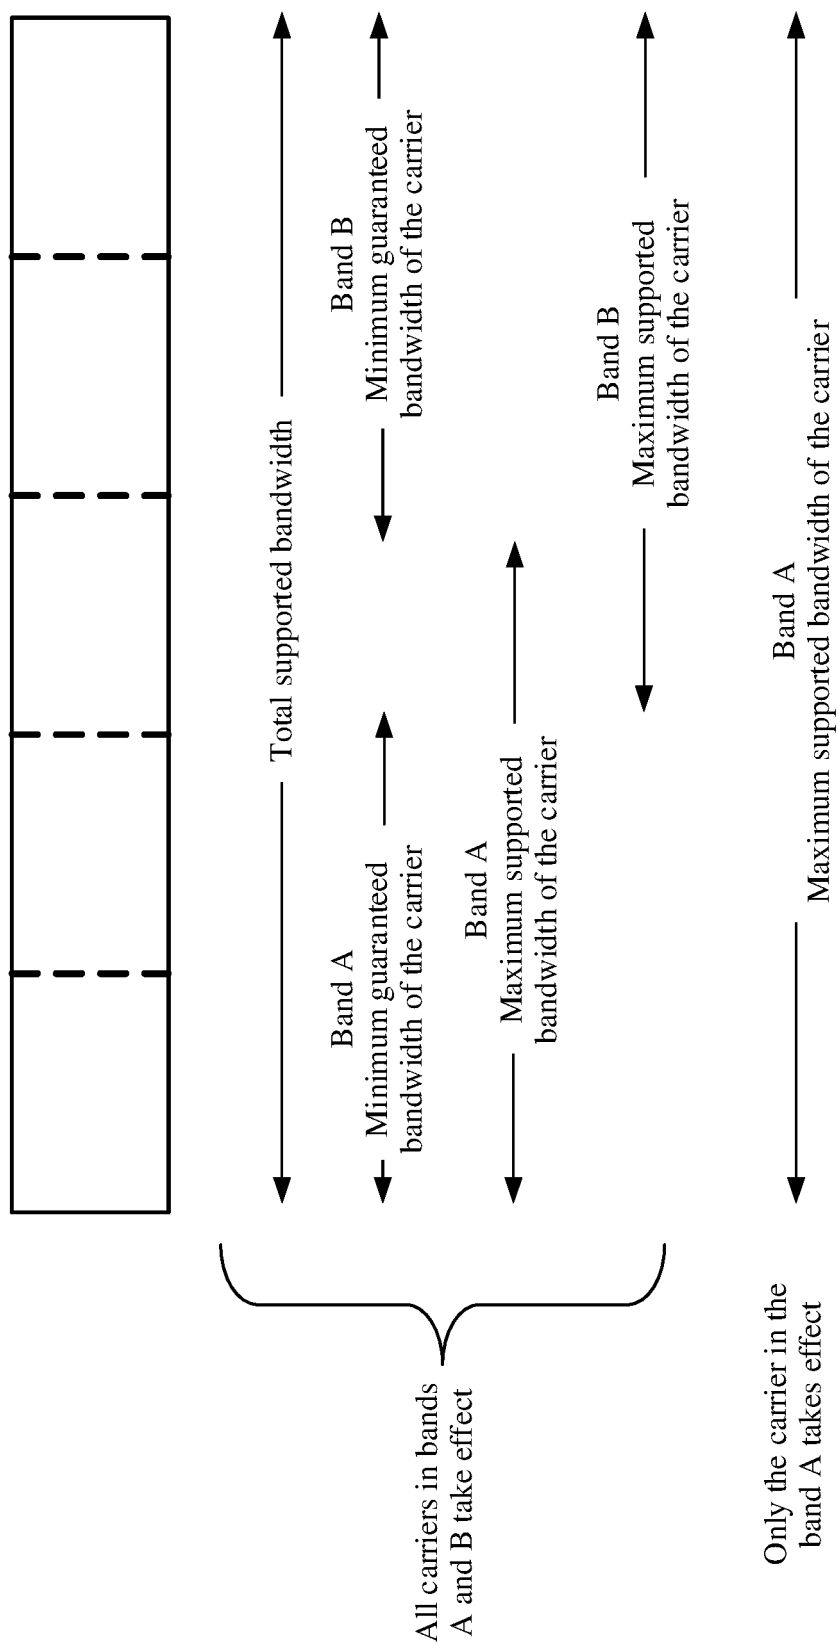 Total supported bandwidth
Band A
Minimum guaranteed
bandwidth of the carrier
Band B
Minimum guaranteed
bandwidth of the carrier
All carriers in bands
A and B take effect
Band A
Maximum supported
bandwidth of the carrier
Band B
Maximum supported
bandwidth of the carrier
Only the carrier in the
band A takes effect
Band A
Maximum supported bandwidth of the carrier